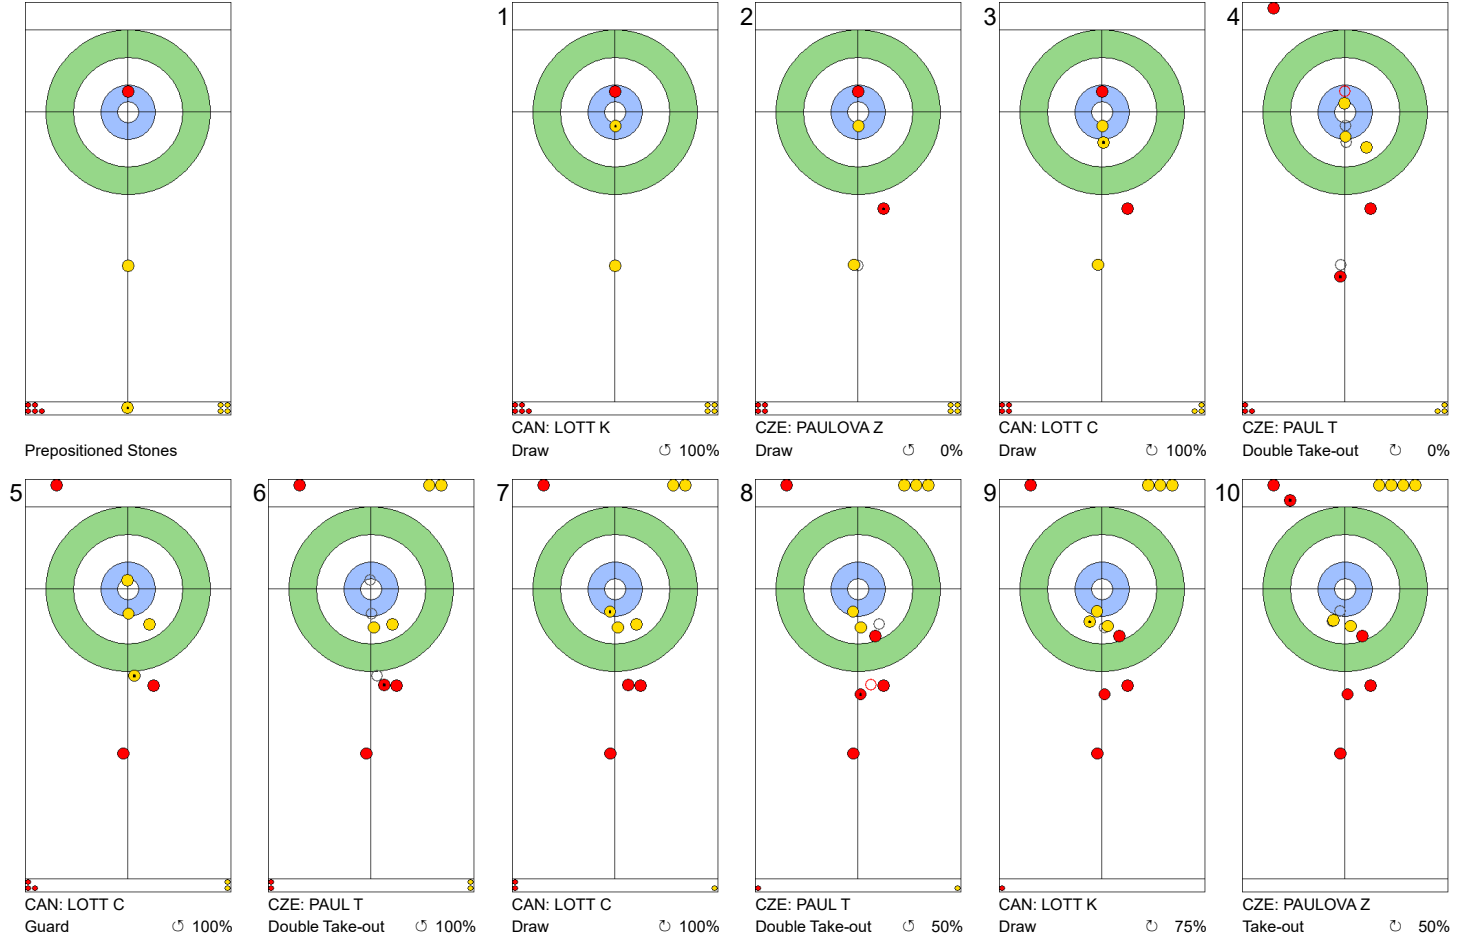 1
2
3
4
Prepositioned Stones
CAN: LOTT K
Draw 100%
CZE: PAULOVA Z
Draw 0%
CAN: LOTT C
Draw 100%
CZE: PAUL T
Double Take-out 0%
5
6
7
8
9
10
CAN: LOTT C
Guard 100%
CZE: PAUL T
Double Take-out 100%
CAN: LOTT C
Draw 100%
CZE: PAUL T
Double Take-out 50%
CAN: LOTT K
Draw 75%
CZE: PAULOVA Z
Take-out 50%